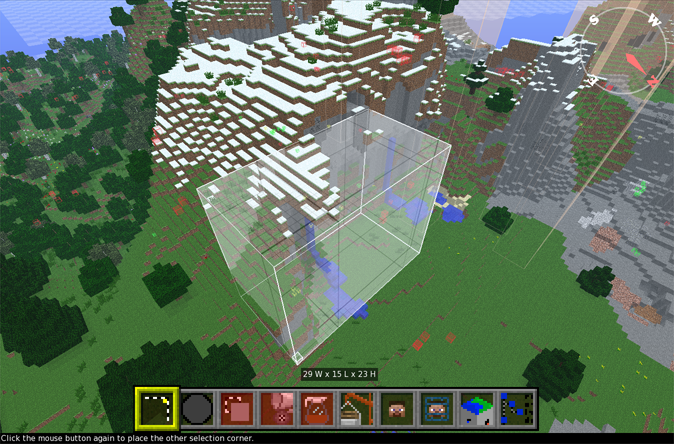 S
W
29 W x 15 L x 23 H
Click the mouse button again to place the other selection corner.